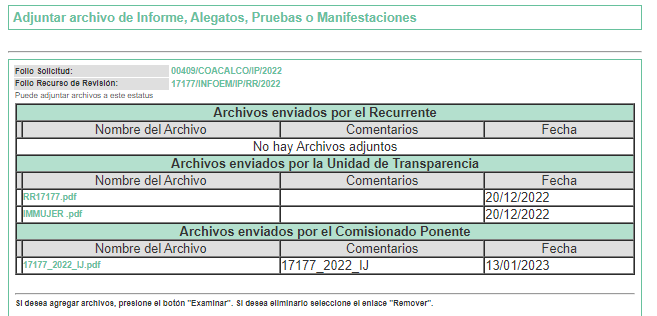 Adjuntar archivo de Informe, Alegatos, Pruebas o Manifestaciones
Folio Solicitud: 00409/COACALCO/IP/2022
Folio Recurso de Revisión: 17177/INFOEM/IP/RR/2022
Puede adjuntar archivos a este estatus
Archivos enviados por el Recurrente
Nombre del Archivo Comentarios Fecha
No hay Archivos adjuntos
Archivos enviados por la Unidad de Transparencia
Nombre del Archivo Comentarios Fecha
RR17177.pdf 20/12/2022
IMMUJER .pdf 20/12/2022
Archivos enviados por el Comisionado Ponente
Nombre del Archivo Comentarios Fecha
17177_2022_IJ.pdf 17177_2022_IJ 13/01/2023
Si desea agregar archivos, presione el botón "Examinar". Si desea eliminarlo seleccione el enlace "Remover".